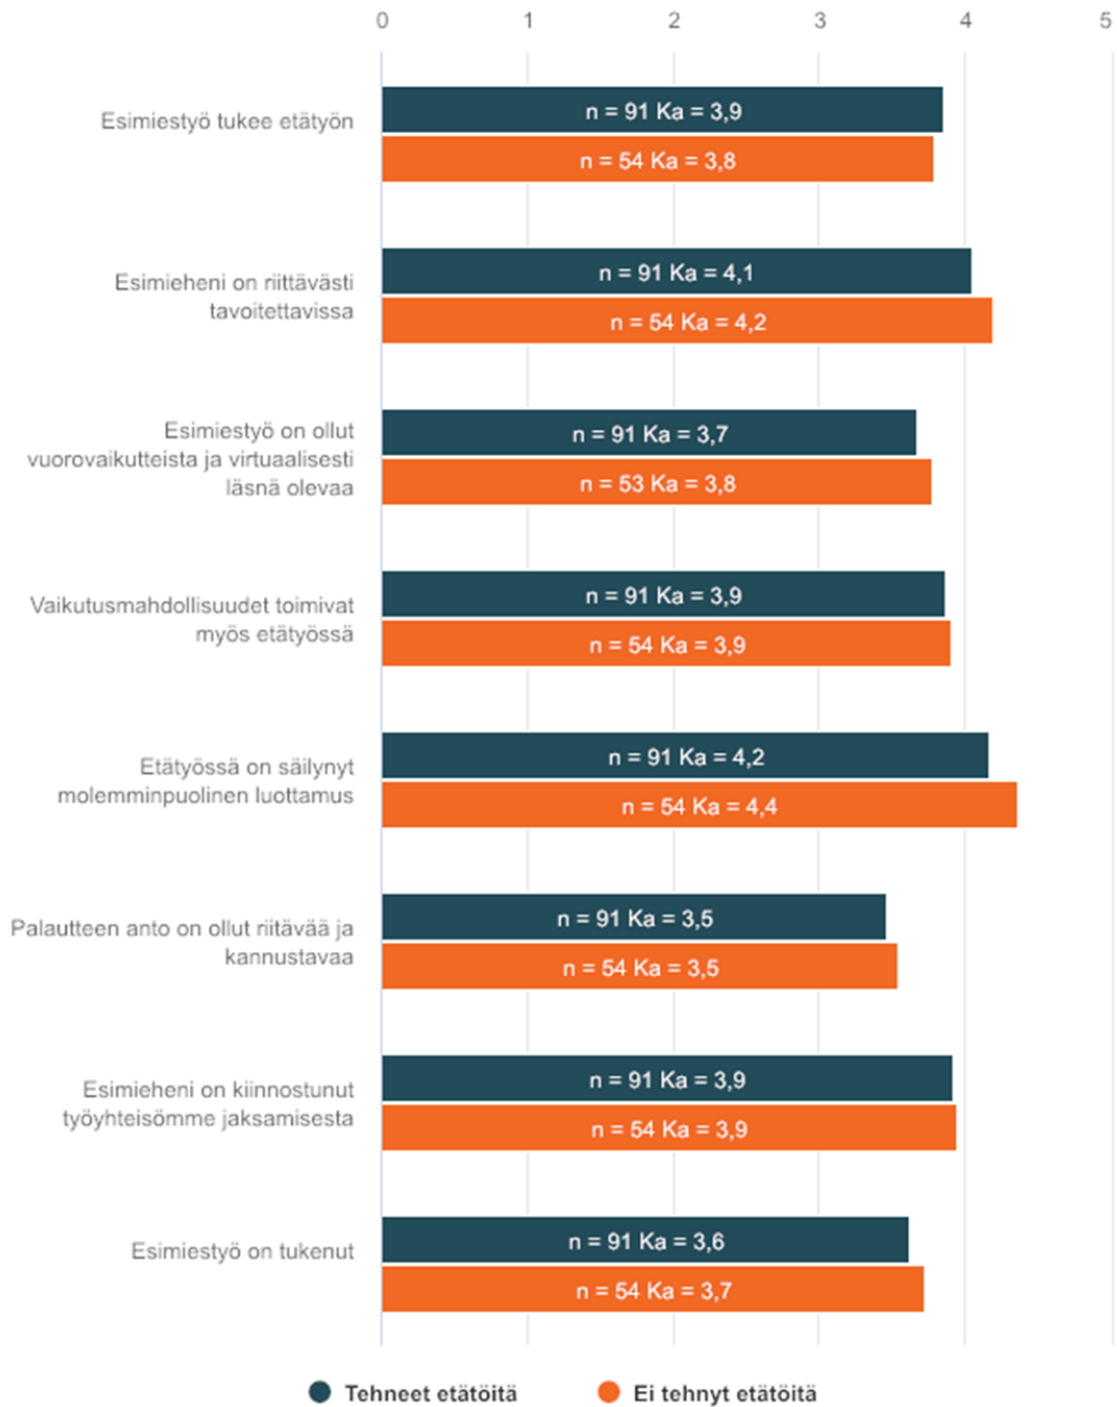 0 1 2 3 4 5
Esimiestyö tukee etätyön
n = 91 Ka = 3,9
n = 54 Ka = 3,8
Esimieheni on riittävästi
tavoitettavissa
n = 91 Ka = 4,1
n = 54 Ka = 4,2
Esimiestyö on ollut
vuorovaikutteista ja virtuaalisesti
läsnä olevaa
n = 91 Ka = 3,7
n = 53 Ka = 3,8
Vaikutusmahdollisuudet toimivat
myös etätyössä
n = 91 Ka = 3,9
n = 54 Ka = 3,9
Etätyössä on säilynyt
molemminpuolinen luottamus
n = 91 Ka = 4,2
n = 54 Ka = 4,4
Palautteen anto on ollut riitävää ja
kannustavaa
n = 91 Ka = 3,5
n = 54 Ka = 3,5
Esimieheni on kiinnostunut
työyhteisömme jaksamisesta
n = 91 Ka = 3,9
n = 54 Ka = 3,9
Esimiestyö on tukenut
n = 91 Ka = 3,6
n = 54 Ka = 3,7
Tehneet etätöitä Ei tehnyt etätöitä